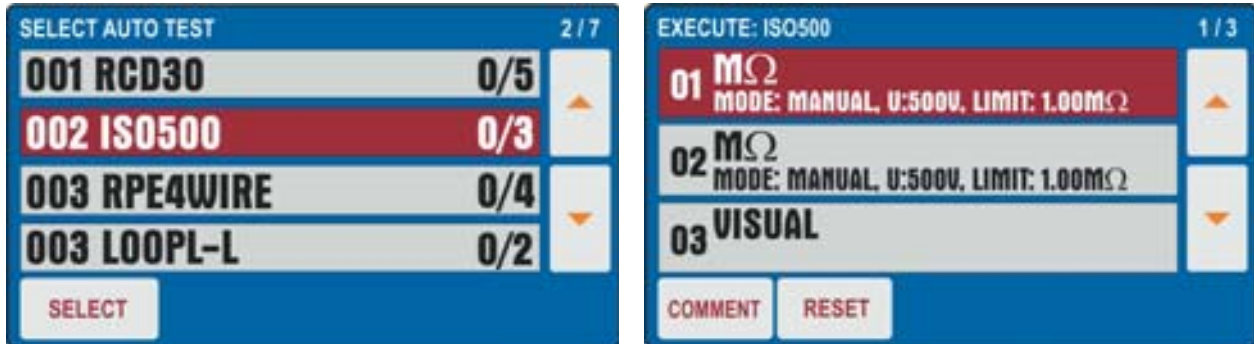 SELECT AUTO TEST 2/7
001 RCD30 0/5
002 ISO500 0/3
003 RPE4WIRE 0/4
003 LOOPL-L 0/2
SELECT
EXECUTE: ISO500 1/3
01 MΩ
MODE: MANUAL, U:500V, LIMIT: 1.00MΩ
02 MΩ
MODE: MANUAL, U:500V, LIMIT: 1.00MΩ
03 VISUAL
COMMENT RESET